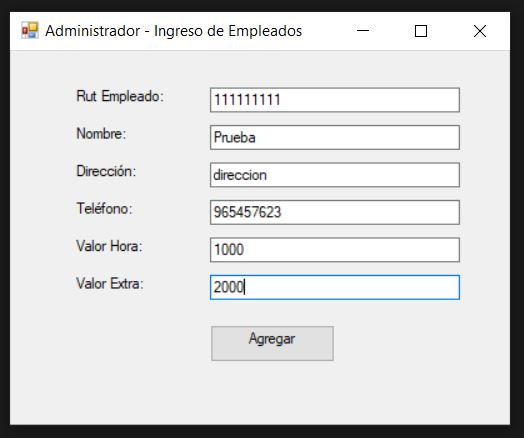 Administrador - Ingreso de Empleados
Rut Empleado: 111111111
Nombre: Prueba
Dirección: direccion
Teléfono: 965457623
Valor Hora: 1000
Valor Extra: 2000
Agregar